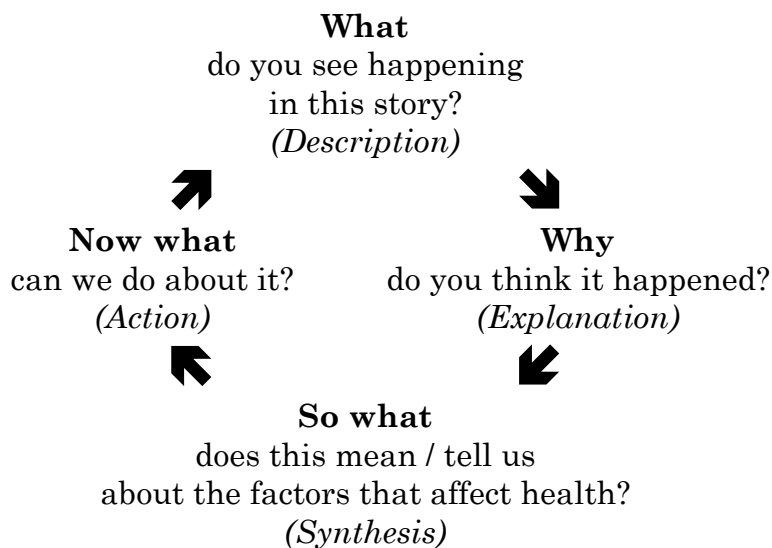 What
do you see happening
in this story?
(Description)
Now what
can we do about it?
(Action)
Why
do you think it happened?
(Explanation)
So what
does this mean / tell us
about the factors that affect health?
(Synthesis)